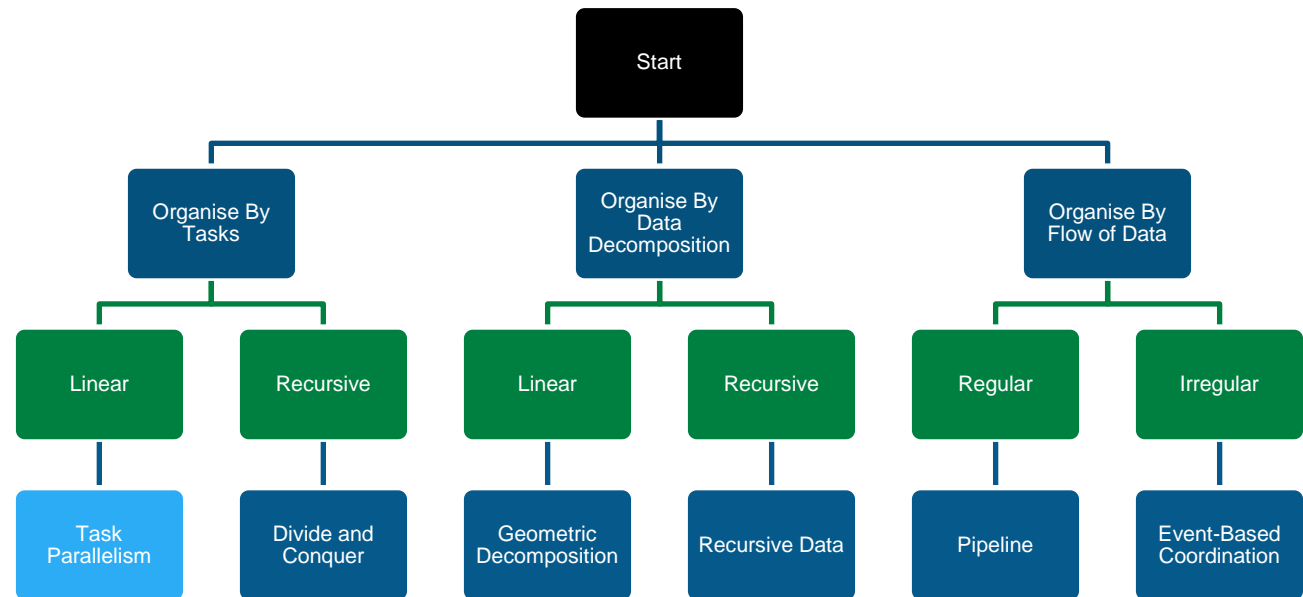 Start
Organise By
Tasks
Organise By
Data
Decomposition
Organise By
Flow of Data
Linear
Recursive
Linear
Recursive
Regular
Irregular
Task
Parallelism
Divide and
Conquer
Geometric
Decomposition
Recursive Data
Pipeline
Event-Based
Coordination